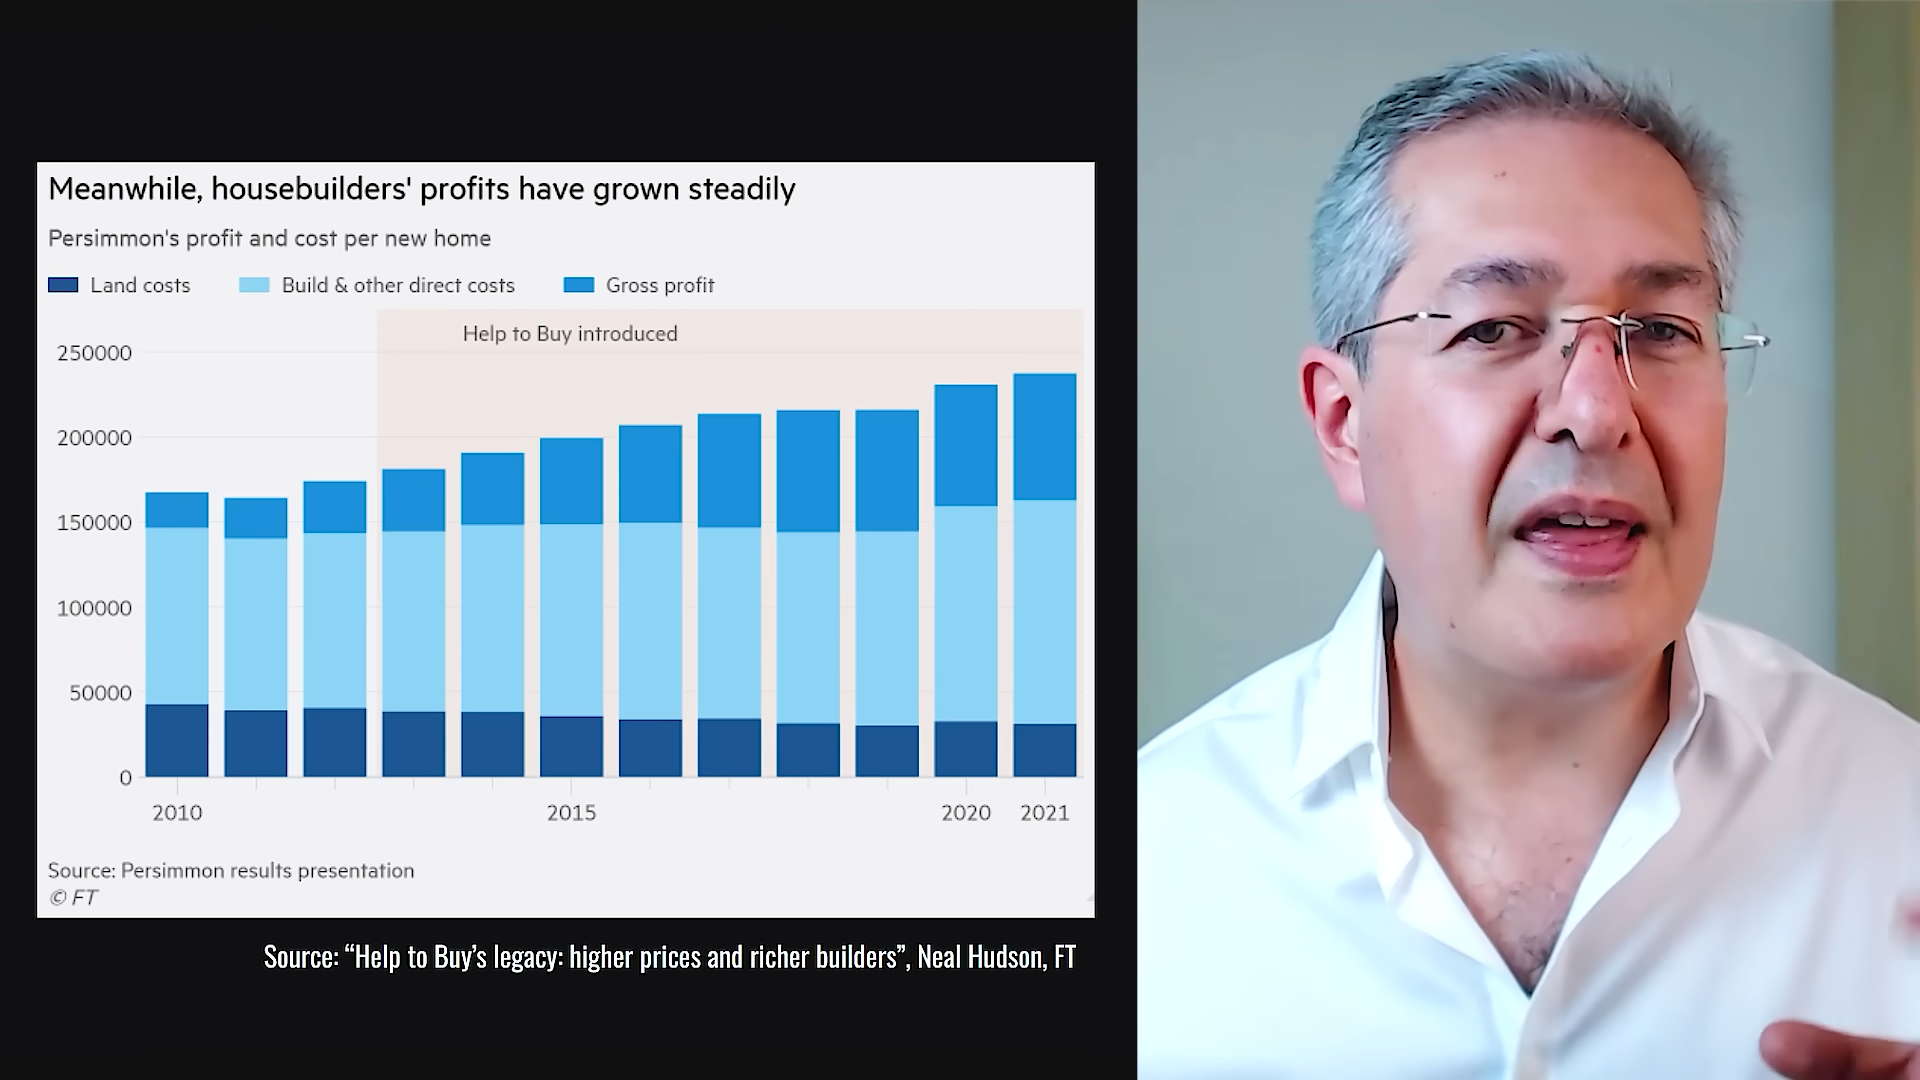 Meanwhile, housebuilders' profits have grown steadily
Persimmon's profit and cost per new home
Land costs
Build & other direct costs
Gross profit
Help to Buy introduced
250000
200000
150000
100000
50000
0
2010
2015
2020
2021
Source: Persimmon results presentation
© FT
Source: “Help to Buy’s legacy: higher prices and richer builders”, Neal Hudson, FT